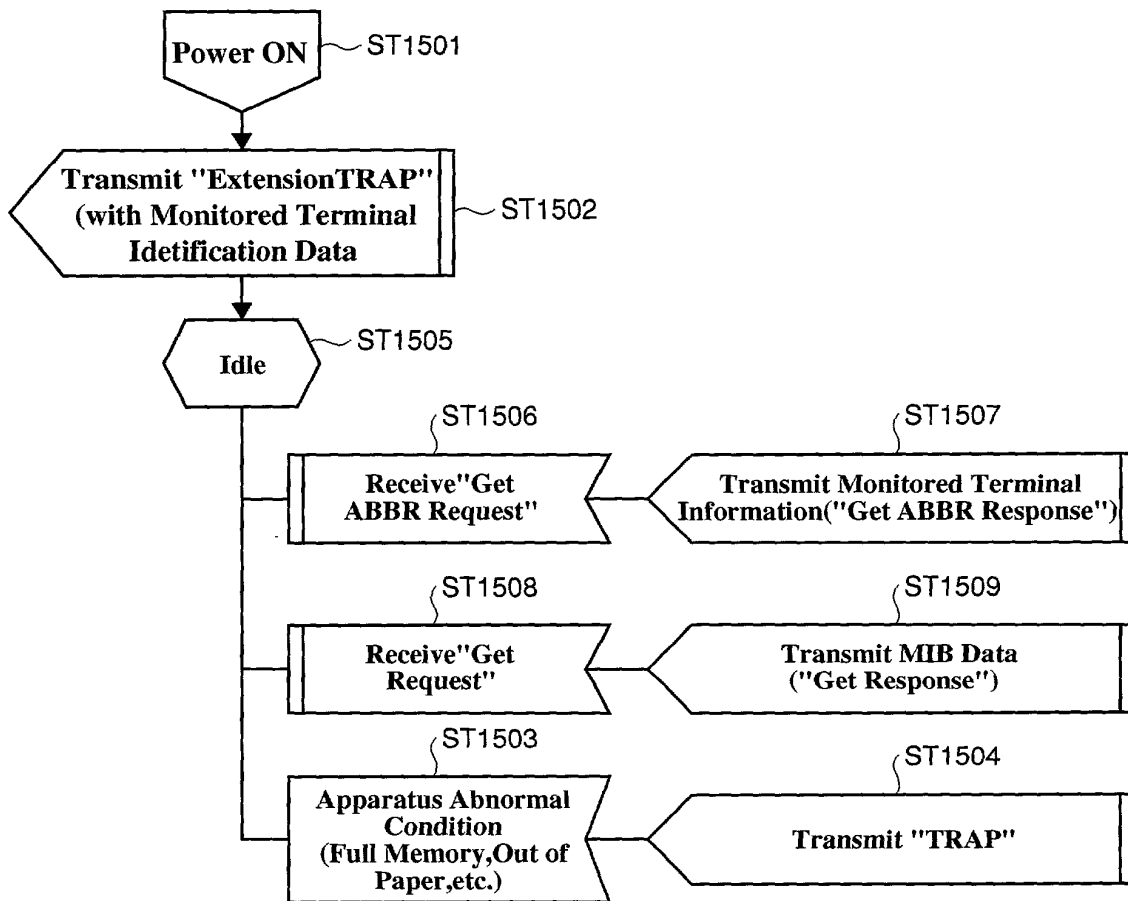 Power ON
ST1501
Transmit "ExtensionTRAP"
(with Monitored Terminal
Idetification Data
ST1502
Idle
ST1505
ST1506
Receive"Get
ABBR Request"
ST1507
Transmit Monitored Terminal
Information("Get ABBR Response")
ST1508
Receive"Get
Request"
ST1509
Transmit MIB Data
("Get Response")
ST1503
Apparatus Abnormal
Condition
(Full Memory,Out of
Paper,etc.)
ST1504
Transmit "TRAP"